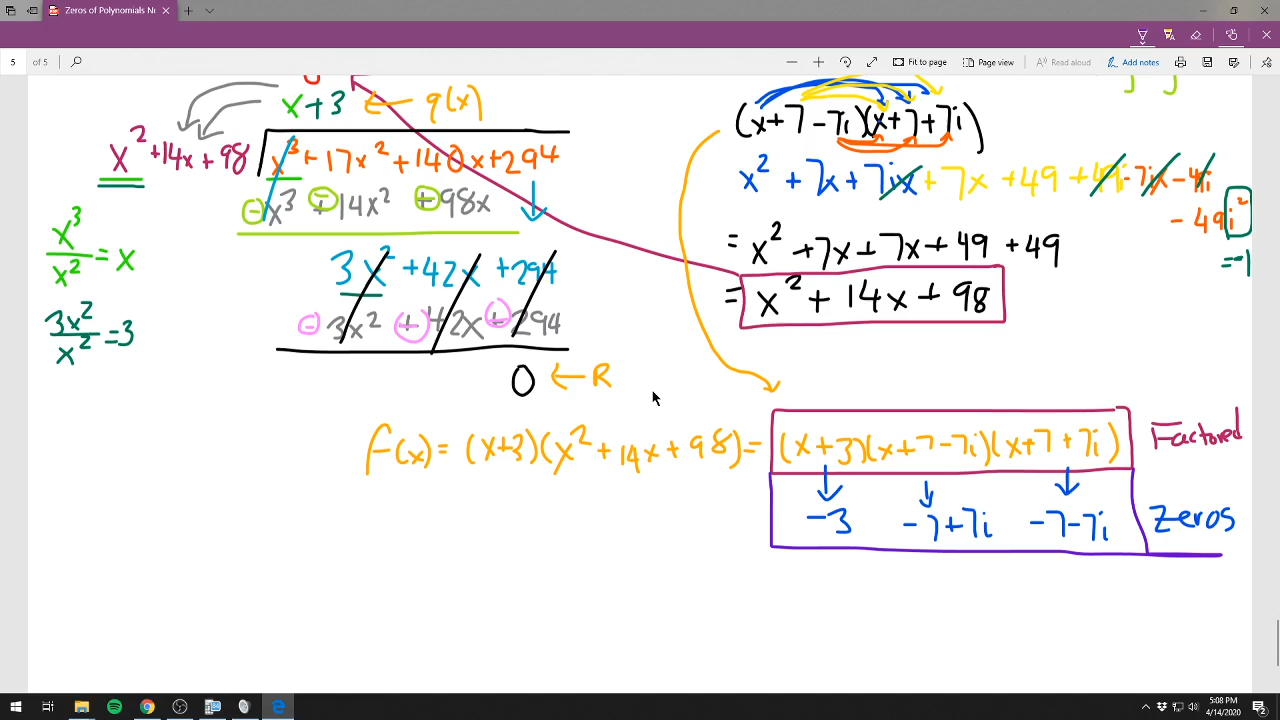 Zeros of Polynomials No
5 of 5
Fit to page
Page view
Read aloud
Add notes
x+3 ← q(x)
x² +14x + 98
x³ + 17x² + 140x + 294
x³ + 14x² + 98x
3x² + 42x + 294
3x² + 42x + 294
0 ← R
x³/x² = x
3x²/x² = 3
(x+7-7i)(x+7+7i)
x² + 7x + 7ix + 7x + 49 + 49i - 7ix - 49i
- 49i²
= -1
= x² + 7x + 7x + 49 + 49
= x² + 14x + 98
f(x) = (x+3)(x² + 14x + 98) = (x+3)(x+7-7i)(x+7+7i) Factored
-3 -7+7i -7-7i Zeros
5:08 PM
4/14/2020
2